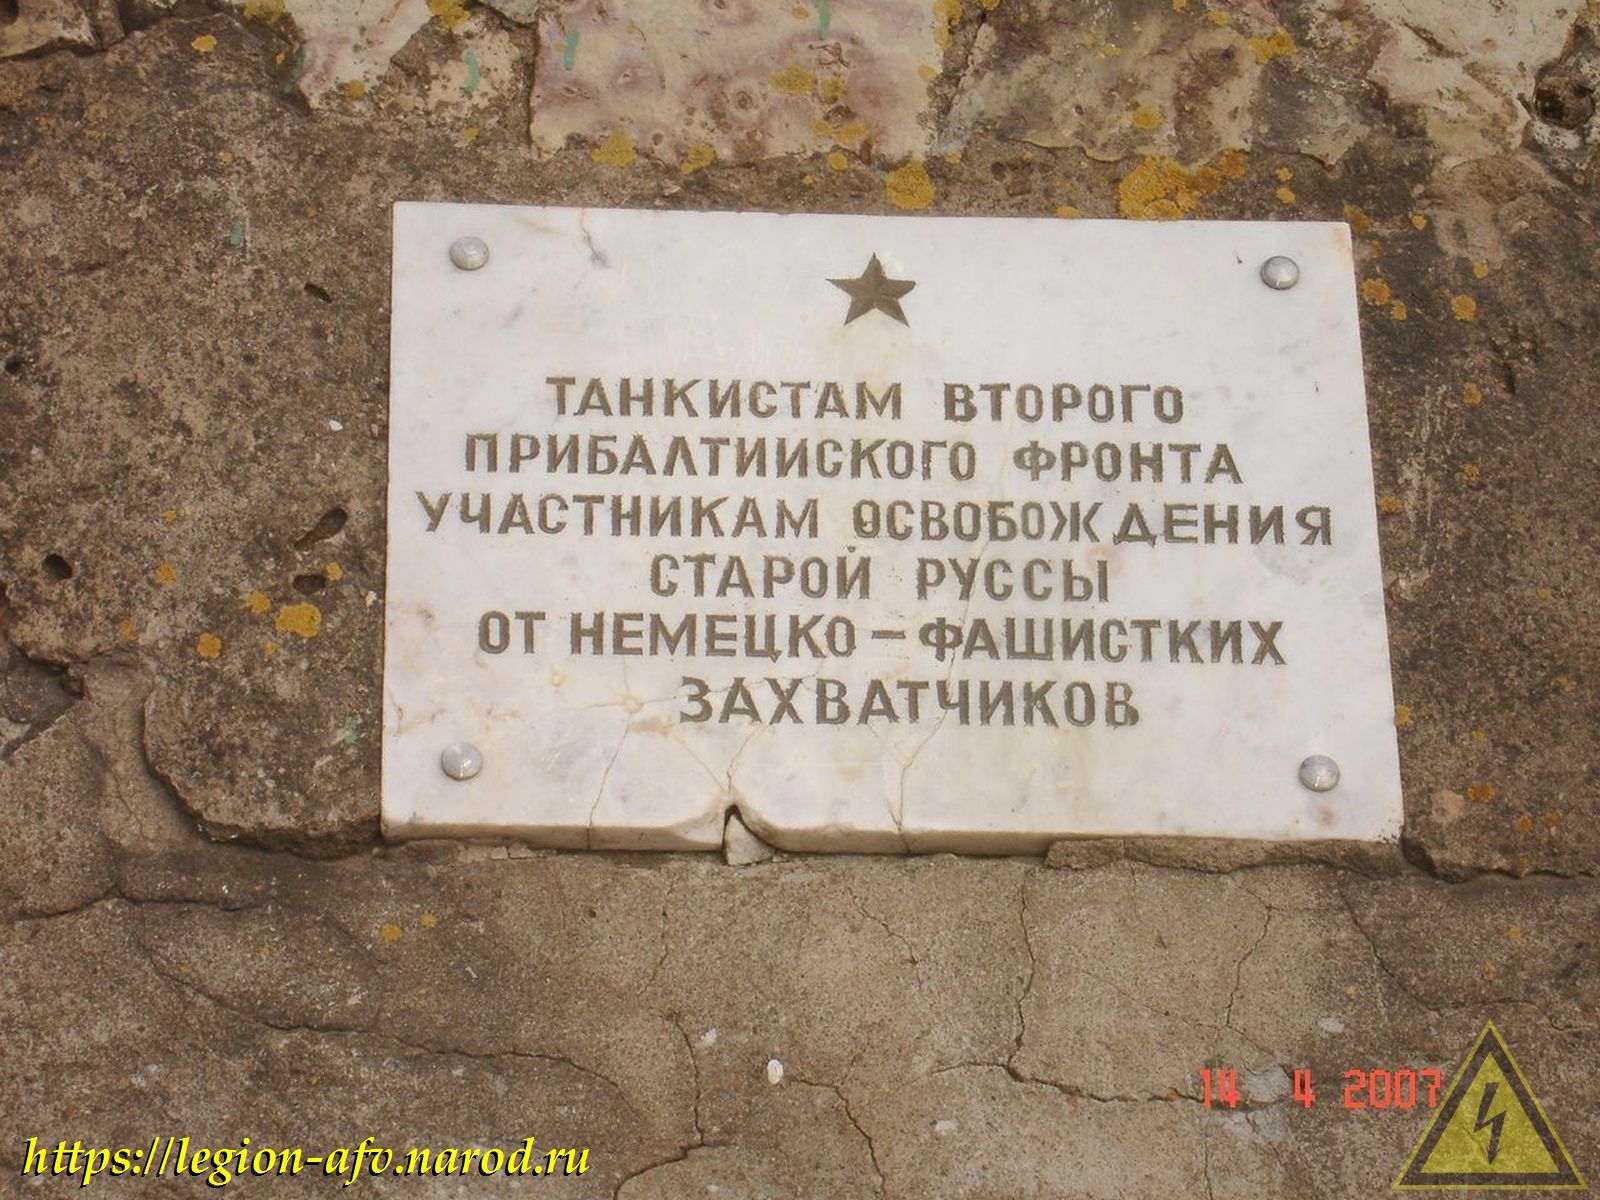 ТАНКИСТАМ ВТОРОГО
ПРИБАЛТИИСКОГО ФРОНТА
УЧАСТНИКАМ ОСВОБОЖДЕНИЯ
СТАРОЙ РУССЫ
ОТ НЕМЕЦКО – ФАШИСТКИХ
ЗАХВАТЧИКОВ
14 4 2007
https://legion-afv.narod.ru